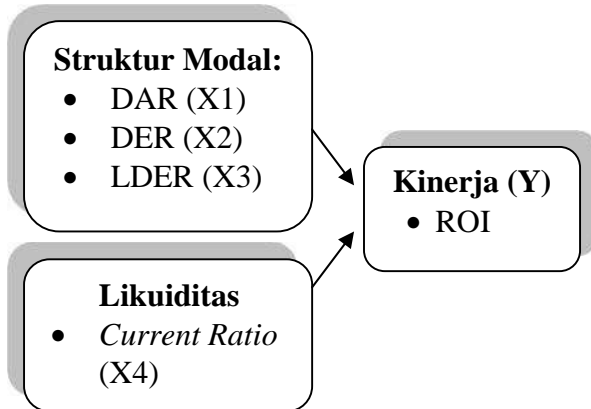 Struktur Modal:
• DAR (X1)
• DER (X2)
• LDER (X3)
Kinerja (Y)
• ROI
Likuiditas
• Current Ratio
(X4)